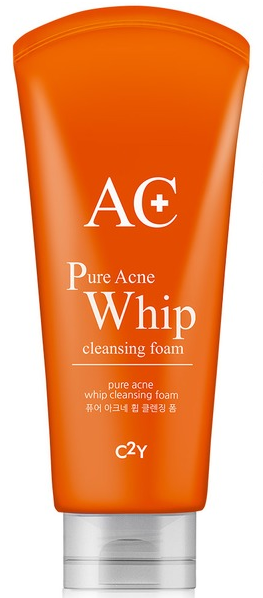 AC+
Pure Acne
Whip
cleansing foam
pure acne
whip cleansing foam
퓨어 아크네 휩 클렌징 폼
C2Y